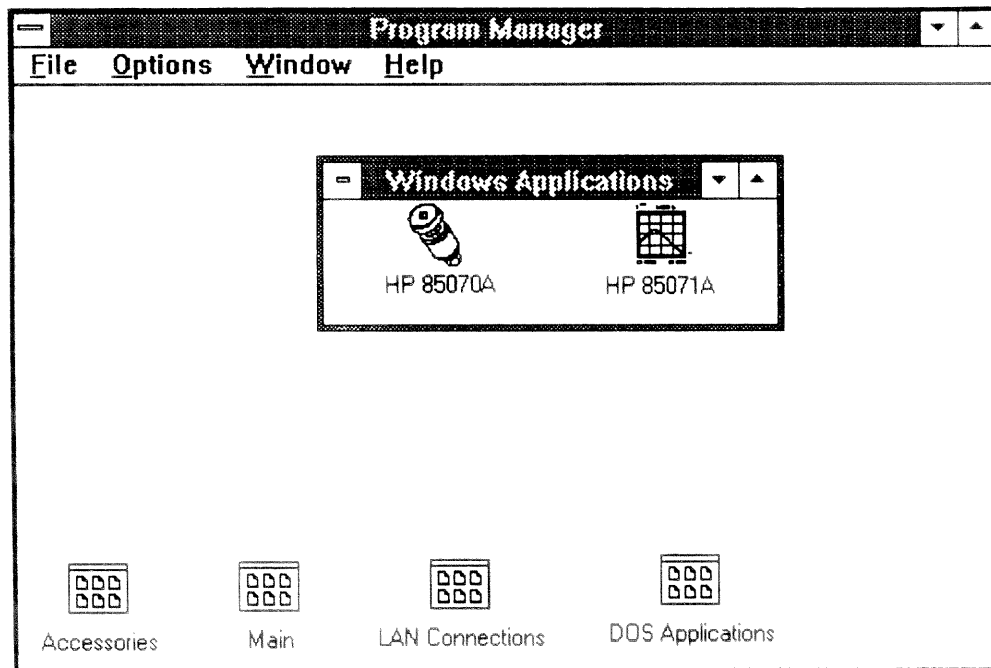 Program Manager
File Options Window Help
Windows Applications
HP 85070A HP 85071A
Accessories Main LAN Connections DOS Applications